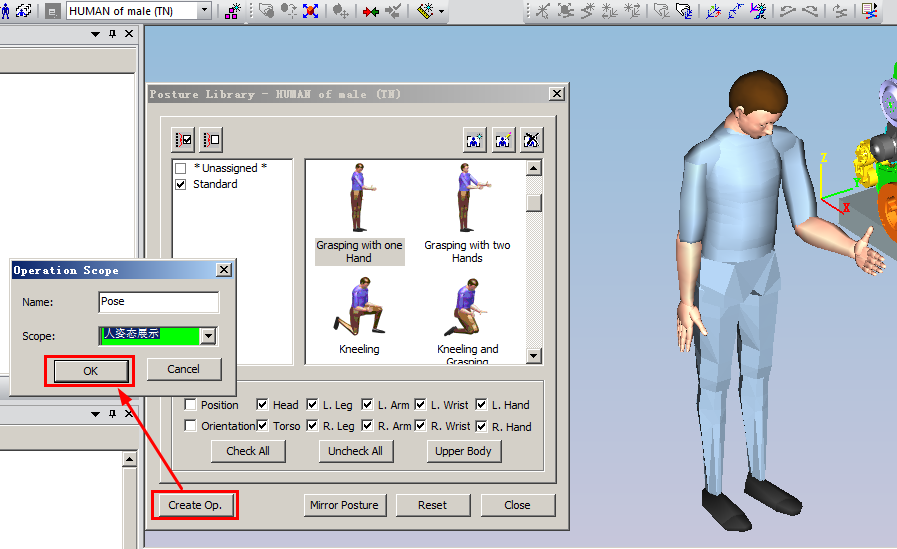 HUMAN of male (TN)
Posture Library - HUMAN of male (TN)
* Unassigned *
Standard
Grasping with one
Hand
Grasping with two
Hands
Kneeling
Kneeling and
Grasping
Operation Scope
Name:
Pose
Scope:
人姿态展示
OK
Cancel
Position
Head
L. Leg
L. Arm
L. Wrist
L. Hand
Orientation
Torso
R. Leg
R. Arm
R. Wrist
R. Hand
Check All
Uncheck All
Upper Body
Create Op.
Mirror Posture
Reset
Close
Z
Y
X